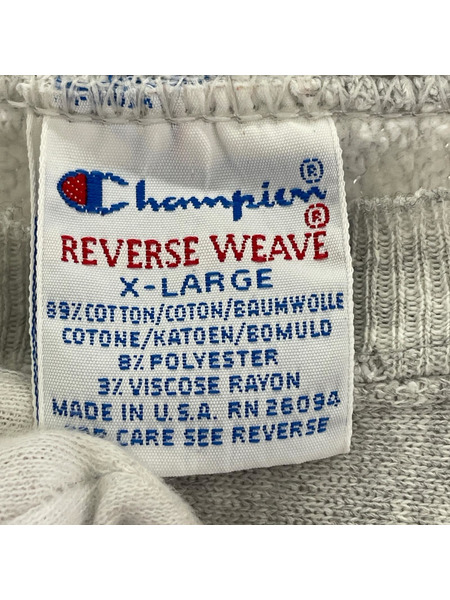 Champion ®
REVERSE WEAVE ®
X-LARGE
89% COTTON/COTON/BAUMWOLLE
COTONE/KATOEN/BOMULD
8% POLYESTER
3% VISCOSE RAYON
MADE IN U.S.A. RN 26094
FOR CARE SEE REVERSE